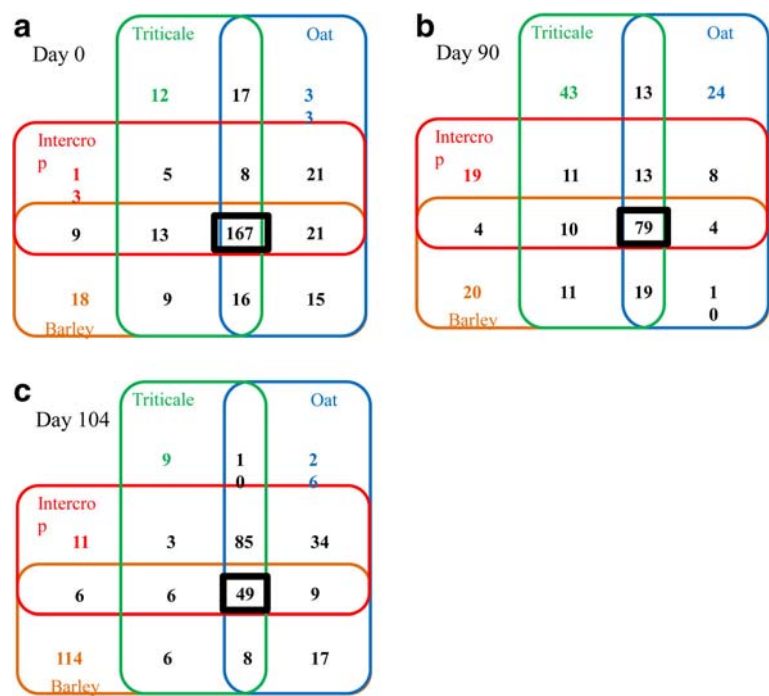 a
Day 0
Triticale
Oat
12
17
3
3
Intercro
p
1
3
5
8
21
9
13
167
21
18
9
16
15
Barley
b
Day 90
Triticale
Oat
43
13
24
Intercro
p
19
11
13
8
4
10
79
4
20
11
19
1
0
Barley
c
Day 104
Triticale
Oat
9
1
0
2
6
Intercro
p
11
3
85
34
6
6
49
9
114
6
8
17
Barley